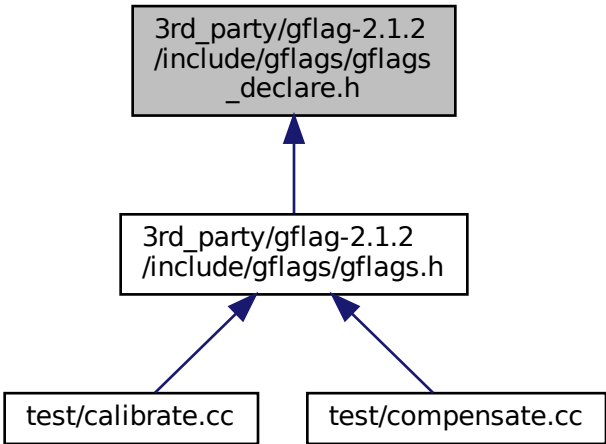 3rd_party/gflag-2.1.2
/include/gflags/gflags
_declare.h
3rd_party/gflag-2.1.2
/include/gflags/gflags.h
test/calibrate.cc
test/compensate.cc